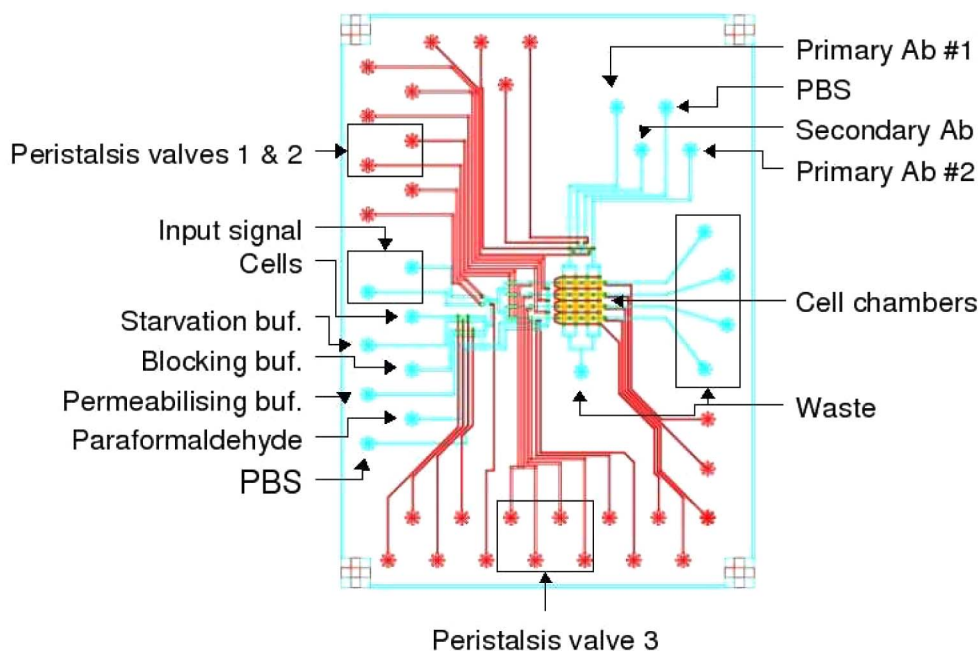 Primary Ab #1
PBS
Secondary Ab
Primary Ab #2
Peristalsis valves 1 & 2
Input signal
Cells
Starvation buf.
Blocking buf.
Permeabilising buf.
Paraformaldehyde
PBS
Cell chambers
Waste
Peristalsis valve 3